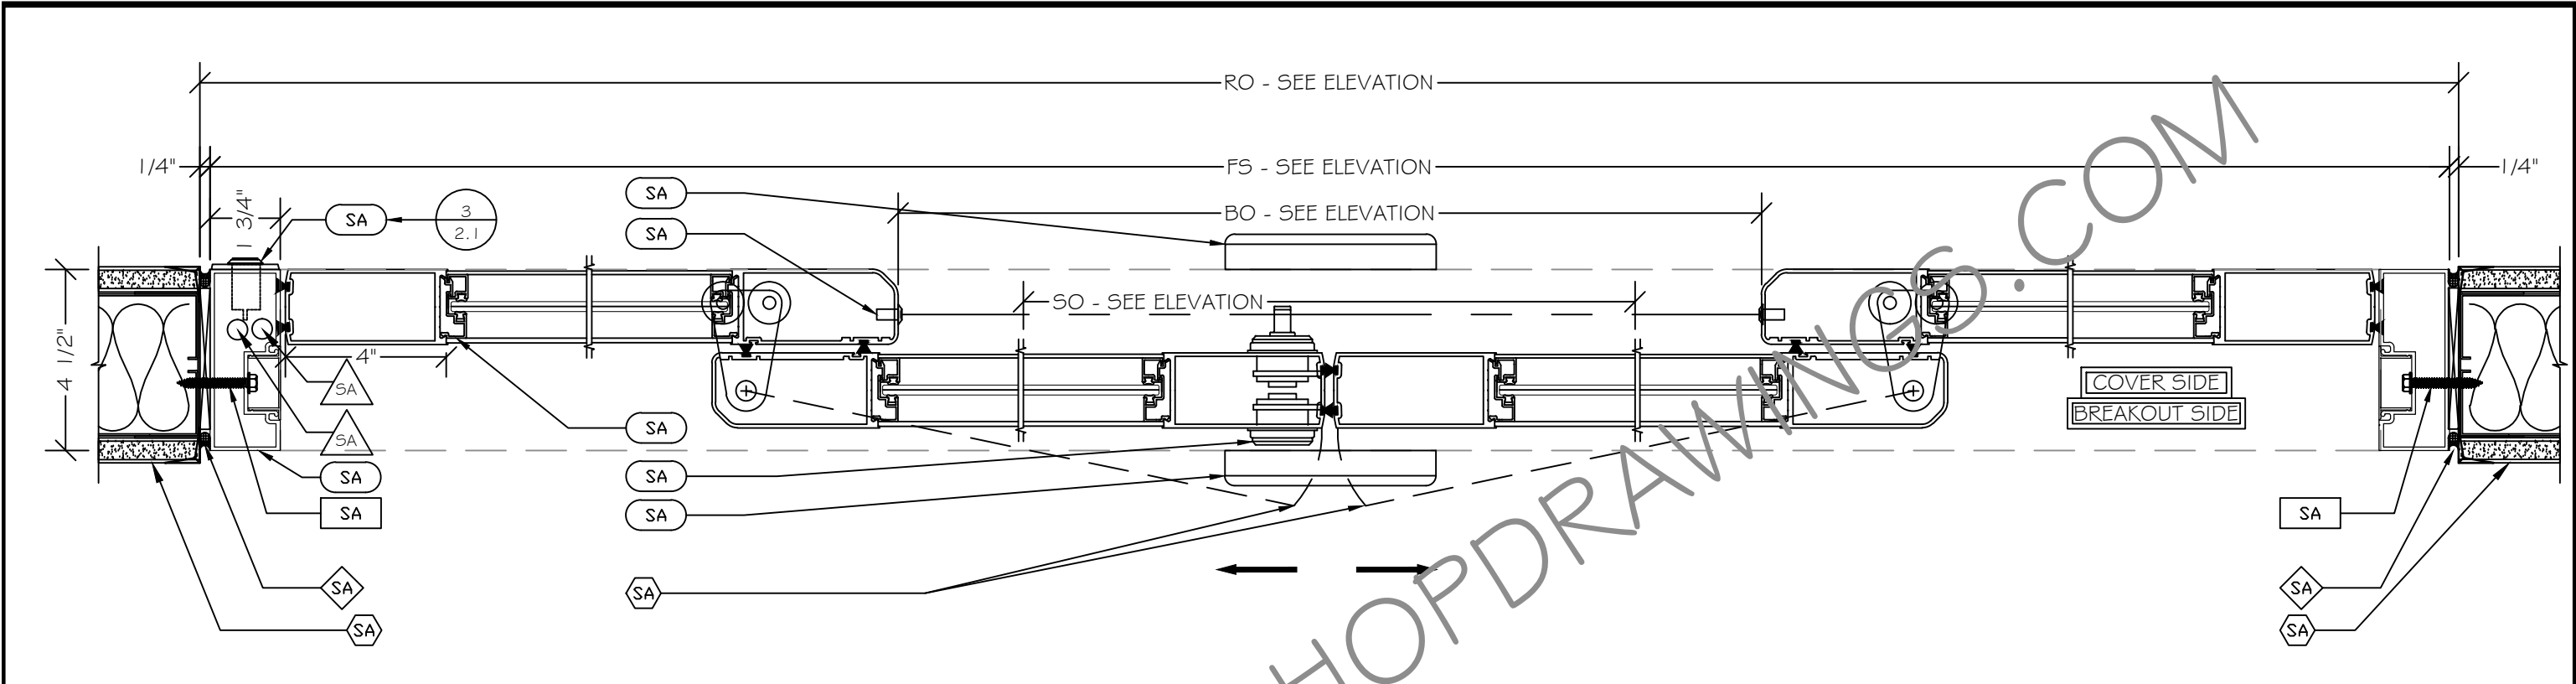 RO - SEE ELEVATION
1/4"
FS - SEE ELEVATION
1/4"
1 3/4"
SA
3
2.1
SA
BO - SEE ELEVATION
SA
SO - SEE ELEVATION
4 1/2"
4"
SA
SA
COVER SIDE
BREAKOUT SIDE
SA
SA
SA
SA
SA
SA
SA
SA
SA
SA
SA
SA
HOPDRAWINGS.COM